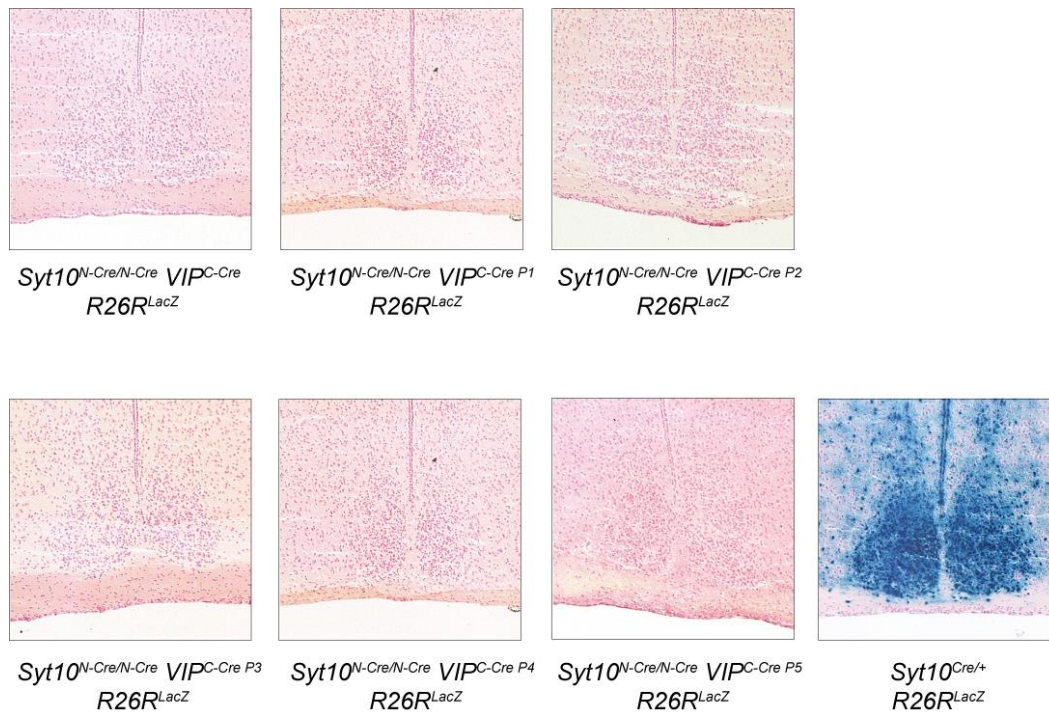 Syt10N-Cre/N-Cre VIPC-Cre
R26RLacZ
Syt10N-Cre/N-Cre VIPC-Cre P1
R26RLacZ
Syt10N-Cre/N-Cre VIPC-Cre P2
R26RLacZ
Syt10N-Cre/N-Cre VIPC-Cre P3
R26RLacZ
Syt10N-Cre/N-Cre VIPC-Cre P4
R26RLacZ
Syt10N-Cre/N-Cre VIPC-Cre P5
R26RLacZ
Syt10Cre/+
R26RLacZ